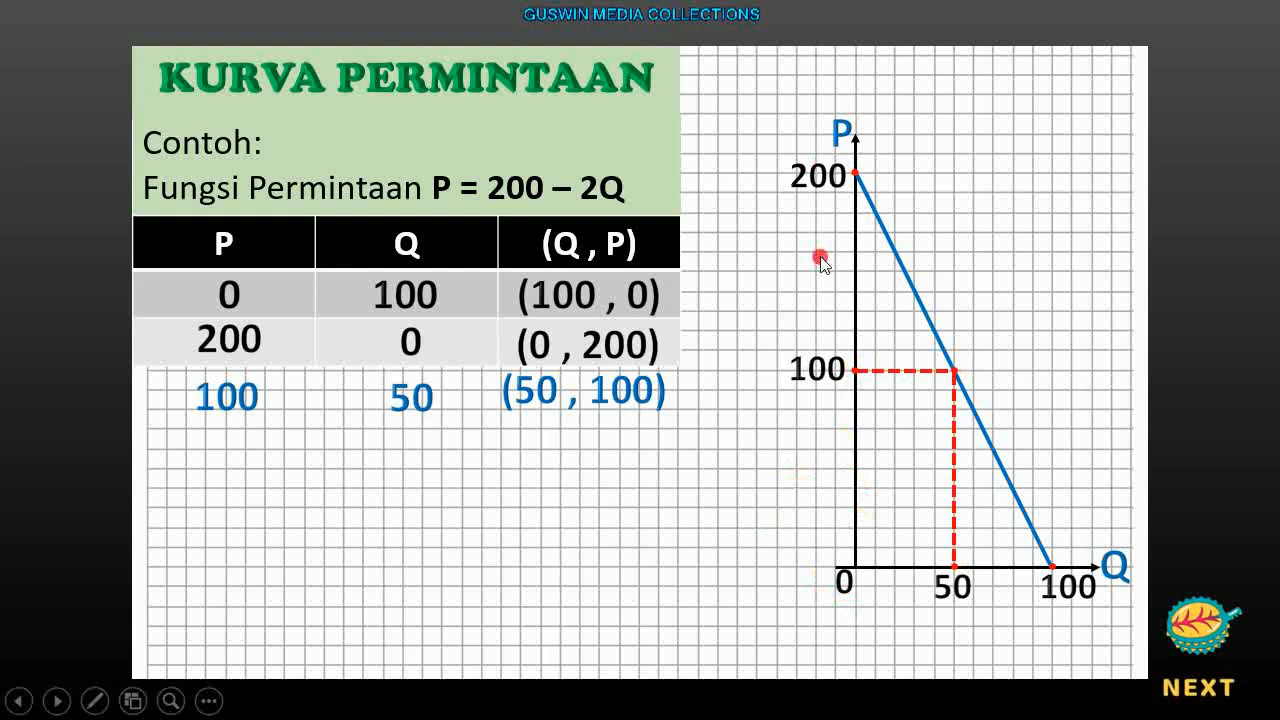 GUSWIN MEDIA COLLECTIONS
KURVA PERMINTAAN
Contoh:
Fungsi Permintaan P = 200 – 2Q
P Q (Q , P)
0 100 (100 , 0)
200 0 (0 , 200)
100 50 (50 , 100)
P
200
100
0 50 100
Q
NEXT